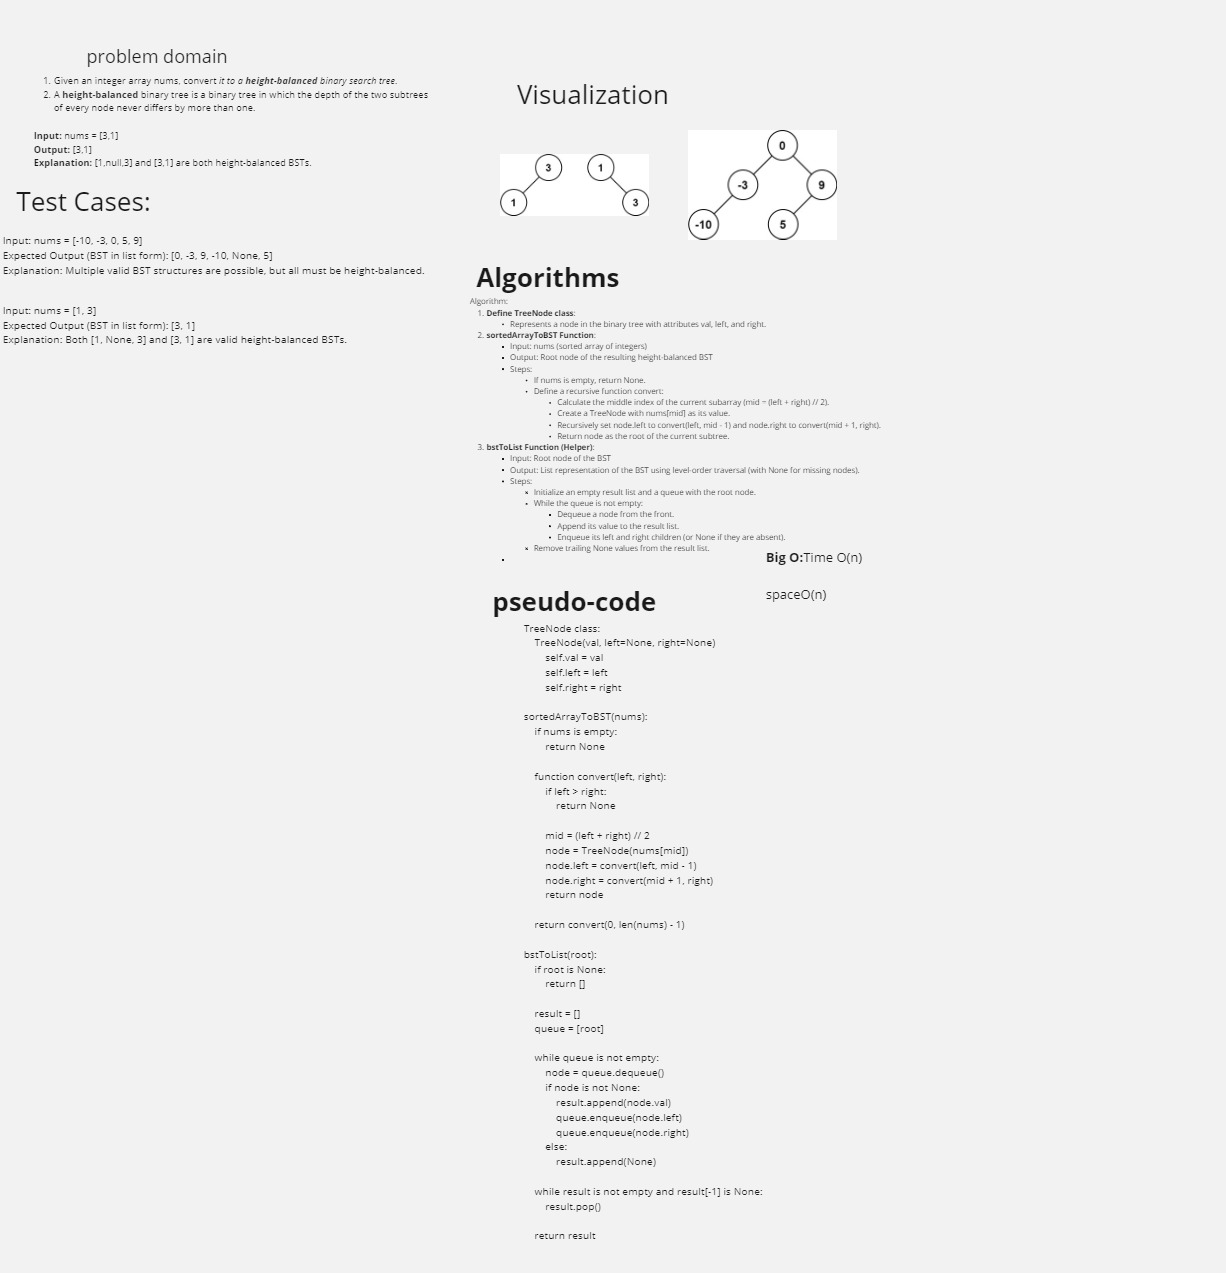 problem domain
1. Given an integer array nums, convert it to a height-balanced binary search tree.
2. A height-balanced binary tree is a binary tree in which the depth of the two subtrees
of every node never differs by more than one.
Input: nums = [3,1]
Output: [3,1]
Explanation: [1,null,3] and [3,1] are both height-balanced BSTs.
Test Cases:
Input: nums = [-10, -3, 0, 5, 9]
Expected Output (BST in list form): [0, -3, 9, -10, None, 5]
Explanation: Multiple valid BST structures are possible, but all must be height-balanced.
Input: nums = [1, 3]
Expected Output (BST in list form): [3, 1]
Explanation: Both [1, None, 3] and [3, 1] are valid height-balanced BSTs.
Visualization
3 1
1 3
0
-3 9
-10 5
Algorithms
Algorithm:
1. Define TreeNode class:
• Represents a node in the binary tree with attributes val, left, and right.
2. sortedArrayToBST Function:
• Input: nums (sorted array of integers)
• Output: Root node of the resulting height-balanced BST
• Steps:
• If nums is empty, return None.
• Define a recursive function convert:
• Calculate the middle index of the current subarray (mid = (left + right) // 2).
• Create a TreeNode with nums[mid] as its value.
• Recursively set node.left to convert(left, mid - 1) and node.right to convert(mid + 1, right).
• Return node as the root of the current subtree.
3. bstToList Function (Helper):
• Input: Root node of the BST
• Output: List representation of the BST using level-order traversal (with None for missing nodes).
• Steps:
• Initialize an empty result list and a queue with the root node.
• While the queue is not empty:
• Dequeue a node from the front.
• Append its value to the result list.
• Enqueue its left and right children (or None if they are absent).
• Remove trailing None values from the result list.
•
Big O:Time O(n)
spaceO(n)
pseudo-code
TreeNode class:
TreeNode(val, left=None, right=None)
self.val = val
self.left = left
self.right = right
sortedArrayToBST(nums):
if nums is empty:
return None
function convert(left, right):
if left > right:
return None
mid = (left + right) // 2
node = TreeNode(nums[mid])
node.left = convert(left, mid - 1)
node.right = convert(mid + 1, right)
return node
return convert(0, len(nums) - 1)
bstToList(root):
if root is None:
return []
result = []
queue = [root]
while queue is not empty:
node = queue.dequeue()
if node is not None:
result.append(node.val)
queue.enqueue(node.left)
queue.enqueue(node.right)
else:
result.append(None)
while result is not empty and result[-1] is None:
result.pop()
return result